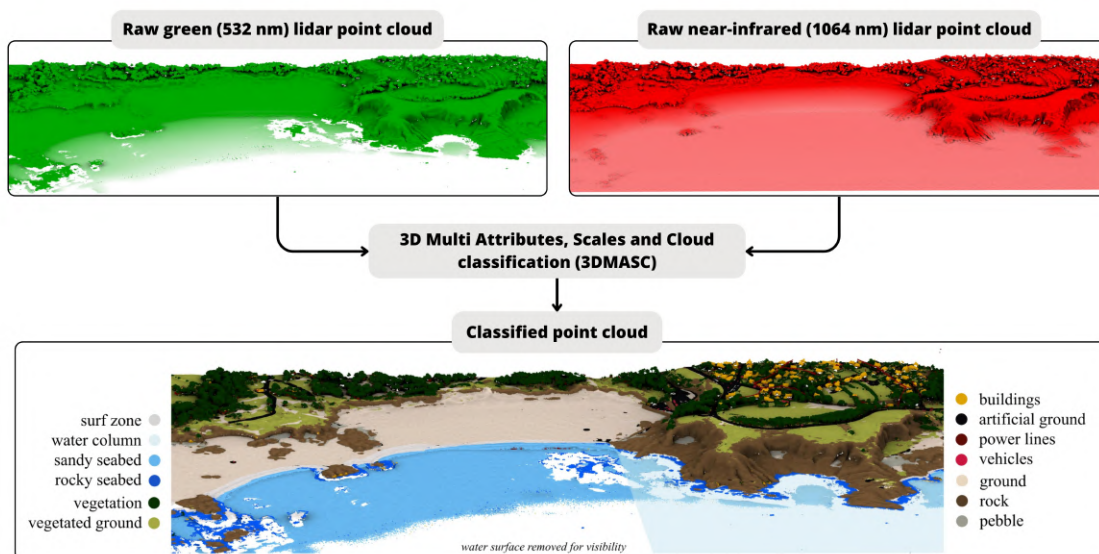 Raw green (532 nm) lidar point cloud
Raw near-infrared (1064 nm) lidar point cloud
3D Multi Attributes, Scales and Cloud
classification (3DMASC)
Classified point cloud
surf zone
water column
sandy seabed
rocky seabed
vegetation
vegetated ground
buildings
artificial ground
power lines
vehicles
ground
rock
pebble
water surface removed for visibility